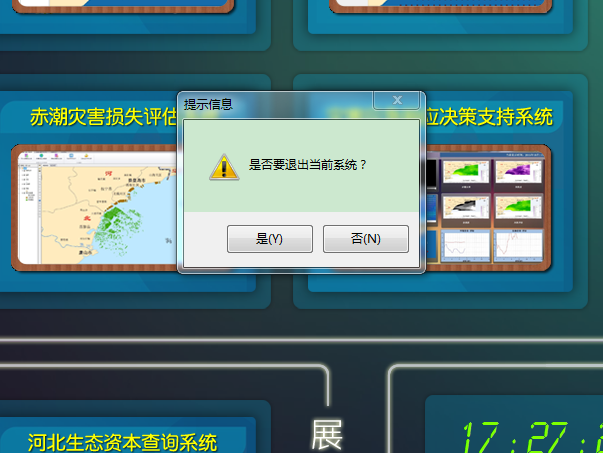 提示信息
赤潮灾害损失评估
应决策支持系统
是否要退出当前系统？
是(Y)
否(N)
河北生态资本查询系统
展
17:27: